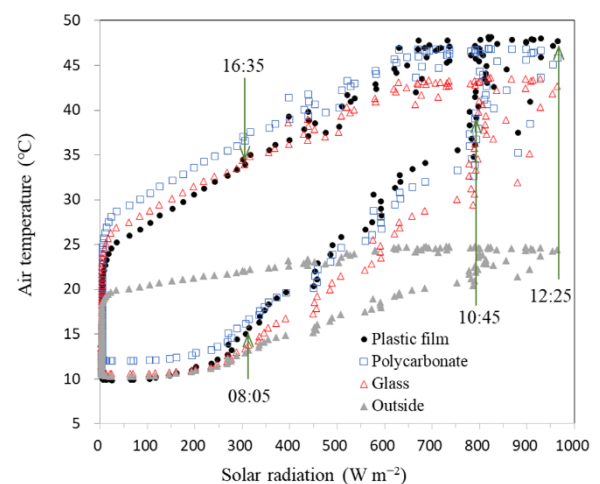 50
45
40
35
30
25
20
15
10
5
Air temperature (°C)
16:35
12:25
10:45
08:05
Plastic film
Polycarbonate
Glass
Outside
0 100 200 300 400 500 600 700 800 900 1000
Solar radiation (W m⁻²)